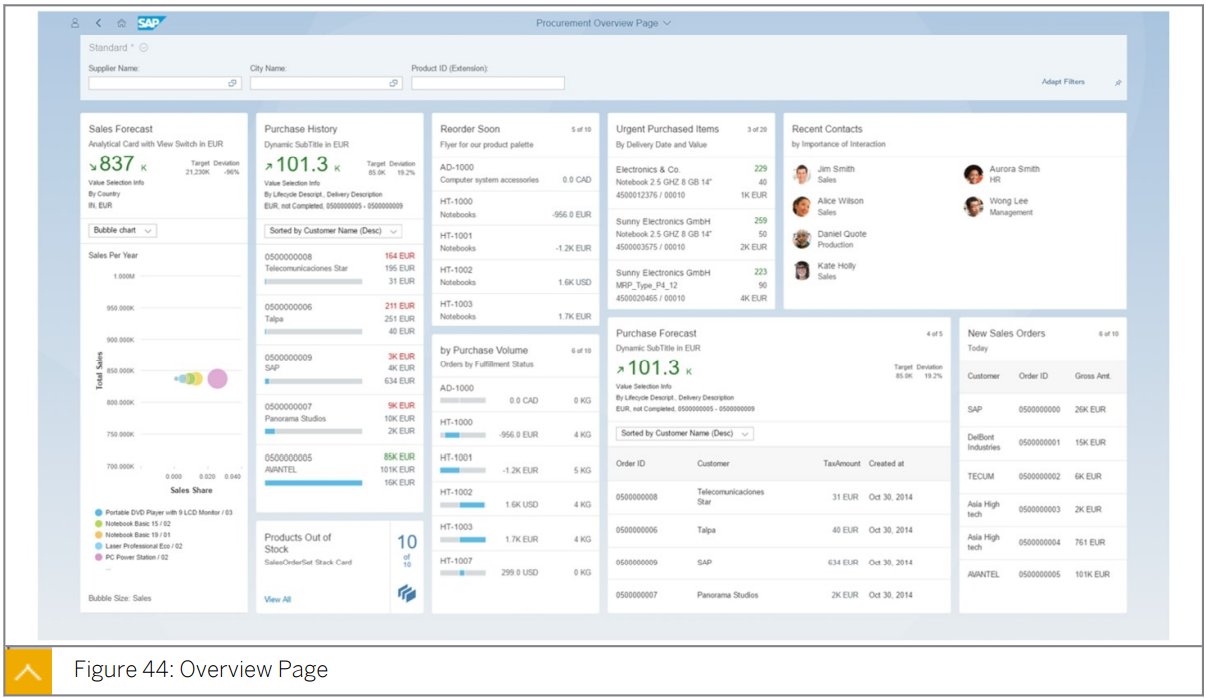 SAP
Procurement Overview Page
Standard *
Supplier Name:
City Name:
Product ID (Extension):
Adapt Filters
Sales Forecast
Analytical Card with View Switch in EUR
837 K
Target Deviation
21,230K -96%
Value Selection Info
By Country
IN, EUR
Bubble chart
Sales Per Year
1.000M
950.000K
900.000K
850.000K
800.000K
750.000K
700.000K
Total Sales
0.000 0.020 0.040
Sales Share
Portable DVD Player with 9 LCD Monitor / 03
Notebook Basic 15 / 02
Notebook Basic 19 / 01
Laser Professional Eco / 02
PC Power Station / 02
...
Bubble Size: Sales
Purchase History
Dynamic SubTitle in EUR
101.3 K
Target Deviation
85.0K 19.2%
Value Selection Info
By Lifecycle Descript., Delivery Description
EUR, not Completed, 0500000005 - 0500000009
Sorted by Customer Name (Desc)
0500000008 164 EUR
Telecomunicaciones Star 195 EUR
31 EUR
0500000006 211 EUR
Talpa 251 EUR
40 EUR
0500000009 3K EUR
SAP 4K EUR
634 EUR
0500000007 9K EUR
Panorama Studios 10K EUR
2K EUR
0500000005 85K EUR
AVANTEL 101K EUR
16K EUR
Products Out of
Stock
SalesOrderSet Stack Card
View All
10
of
10
Reorder Soon 5 of 10
Flyer for our product palette
AD-1000
Computer system accessories 0.0 CAD
HT-1000
Notebooks -956.0 EUR
HT-1001
Notebooks -1.2K EUR
HT-1002
Notebooks 1.6K USD
HT-1003
Notebooks 1.7K EUR
by Purchase Volume 6 of 10
Orders by Fulfillment Status
AD-1000
0.0 CAD 0 KG
HT-1000
-956.0 EUR 4 KG
HT-1001
-1.2K EUR 5 KG
HT-1002
1.6K USD 4 KG
HT-1003
1.7K EUR 4 KG
HT-1007
299.0 USD 0 KG
Urgent Purchased Items 3 of 20
By Delivery Date and Value
Electronics & Co. 229
Notebook 2.5 GHZ 8 GB 14" 40
4500012376 / 00010 1K EUR
Sunny Electronics GmbH 259
Notebook 2.5 GHZ 8 GB 14" 50
4500003575 / 00010 2K EUR
Sunny Electronics GmbH 223
MRP_Type_P4_12 90
4500020465 / 00010 4K EUR
Recent Contacts
by Importance of Interaction
Jim Smith
Sales
Alice Wilson
Sales
Daniel Quote
Production
Kate Holly
Sales
Aurora Smith
HR
Wong Lee
Management
Purchase Forecast 4 of 5
Dynamic SubTitle in EUR
101.3 K
Target Deviation
85.0K 19.2%
Value Selection Info
By Lifecycle Descript., Delivery Description
EUR, not Completed, 0500000005 - 0500000009
Sorted by Customer Name (Desc)
Order ID Customer TaxAmount Created at
0500000008 Telecomunicaciones Star 31 EUR Oct 30, 2014
0500000006 Talpa 40 EUR Oct 30, 2014
0500000009 SAP 634 EUR Oct 30, 2014
0500000007 Panorama Studios 2K EUR Oct 30, 2014
New Sales Orders 6 of 10
Today
Customer Order ID Gross Amt.
SAP 0500000000 26K EUR
DelBont Industries 0500000001 15K EUR
TECUM 0500000002 6K EUR
Asia High tech 0500000003 2K EUR
Asia High tech 0500000004 761 EUR
AVANTEL 0500000005 101K EUR
Figure 44: Overview Page